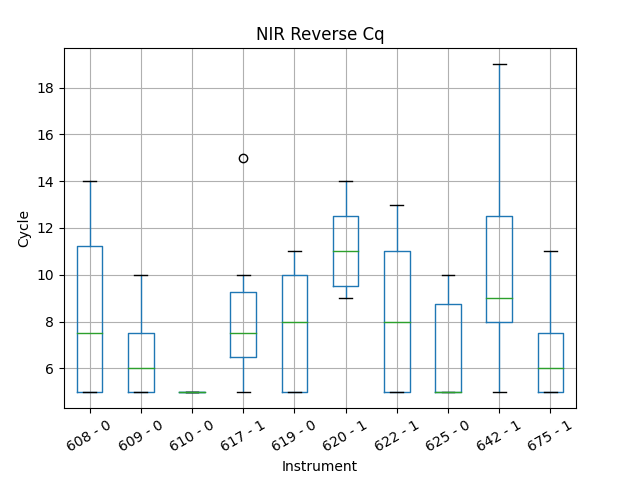 NIR Reverse Cq
Cycle
18
16
14
12
10
8
6
608 - 0
609 - 0
610 - 0
617 - 1
619 - 0
620 - 1
622 - 1
625 - 0
642 - 1
675 - 1
Instrument